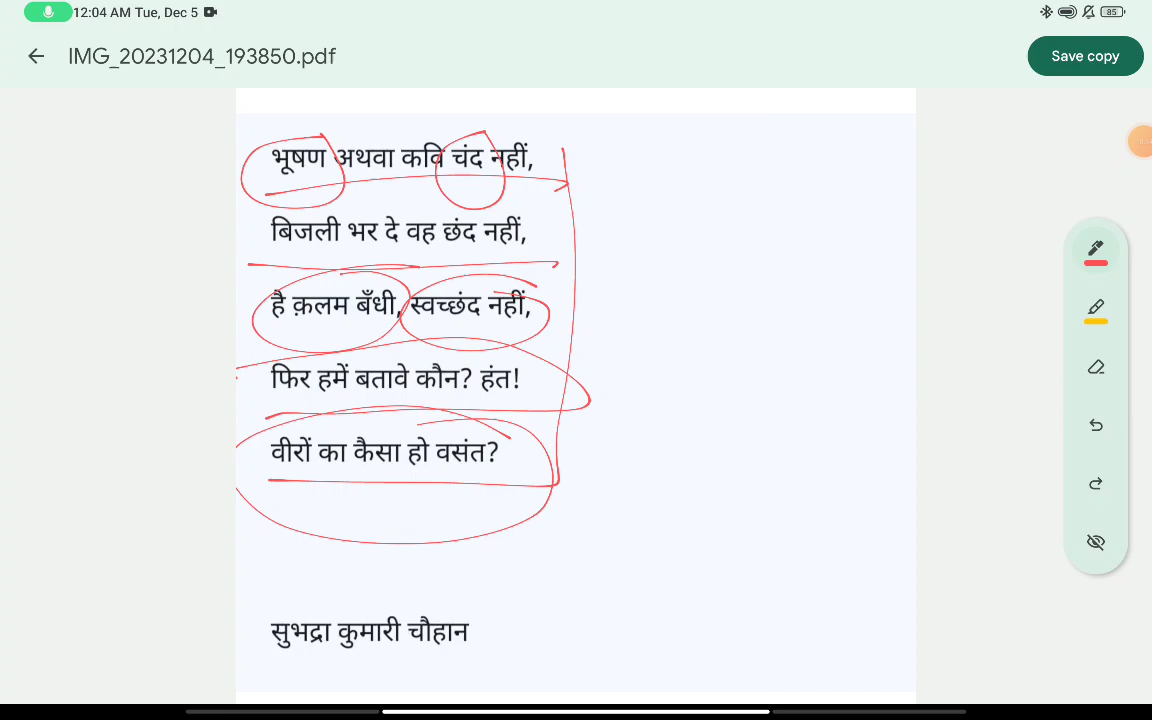 12:04 AM Tue, Dec 5
85
IMG_20231204_193850.pdf
Save copy
भूषण अथवा कवि चंद नहीं,
बिजली भर दे वह छंद नहीं,
है क़लम बँधी, स्वच्छंद नहीं,
फिर हमें बतावे कौन? हंत!
वीरों का कैसा हो वसंत?
सुभद्रा कुमारी चौहान